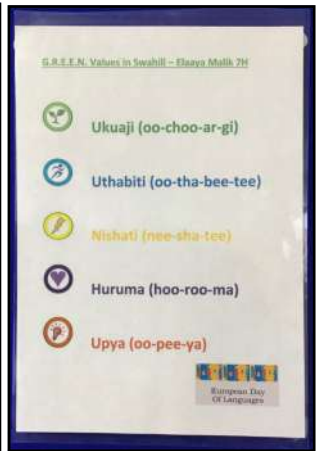 G.R.E.E.N. Values in Swahili – Elaaya Malik 7H
Ukuaji (oo-choo-ar-gi)
Uthabiti (oo-tha-bee-tee)
Nishati (nee-sha-tee)
Huruma (hoo-roo-ma)
Upya (oo-pee-ya)
European Day
Of Languages